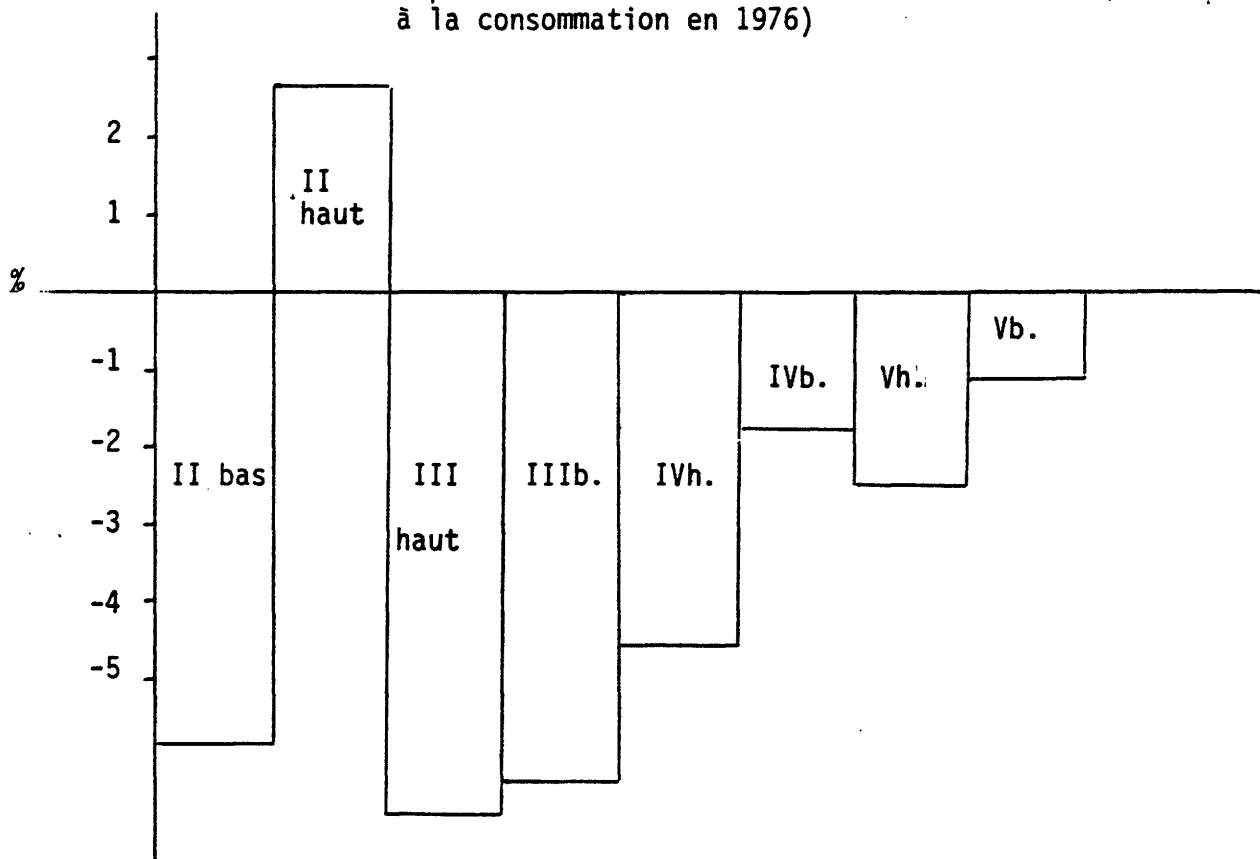 à la consommation en 1976)
2
II
haut
1
%
-1
Vb.
IVb.
Vh.
-2
II bas
III
IIIb.
IVh.
-3
haut
-4
-5